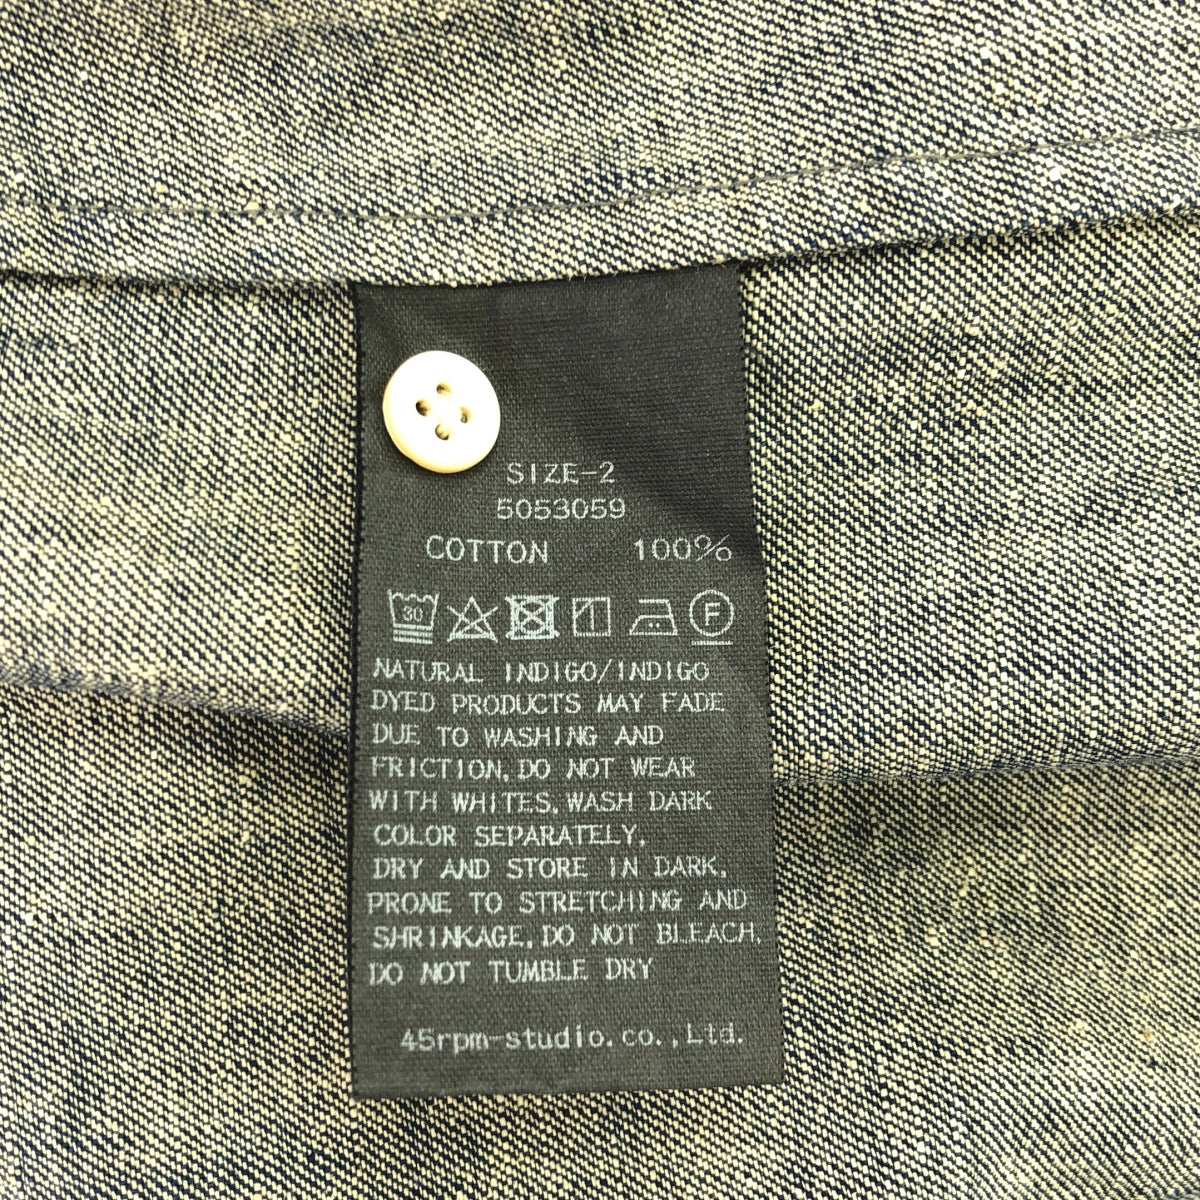 SIZE-2
5053059
COTTON 100%
30 F
NATURAL INDIGO/INDIGO
DYED PRODUCTS MAY FADE
DUE TO WASHING AND
FRICTION, DO NOT WEAR
WITH WHITES, WASH DARK
COLOR SEPARATELY,
DRY AND STORE IN DARK,
PRONE TO STRETCHING AND
SHRINKAGE, DO NOT BLEACH,
DO NOT TUMBLE DRY
45rpm-studio.co.,Ltd.